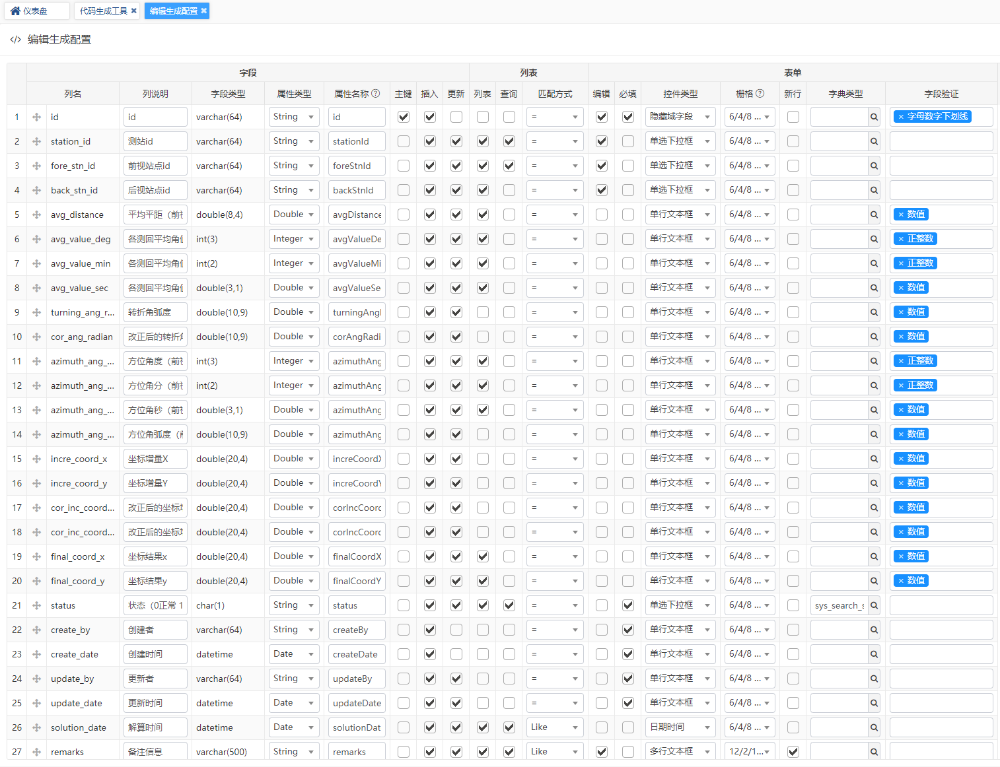 仪表盘 代码生成工具 × 编辑生成配置 ×
</> 编辑生成配置
字段 列表 表单
列名 列说明 字段类型 属性类型 属性名称 ? 主键 插入 更新 列表 查询 匹配方式 编辑 必填 控件类型 栅格 ? 新行 字典类型 字段验证
1 id id varchar(64) String id = 隐藏域字段 6/4/8 ... × 字母数字下划线
2 station_id 测站id varchar(64) String stationId = 单选下拉框 6/4/8 ...
3 fore_stn_id 前视站点id varchar(64) String foreStnId = 单选下拉框 6/4/8 ...
4 back_stn_id 后视站点id varchar(64) String backStnId = 单选下拉框 6/4/8 ...
5 avg_distance 平均平距（前视 double(8,4) Double avgDistance = 单行文本框 6/4/8 ... × 数值
6 avg_value_deg 各测回平均角值 int(3) Integer avgValueDe = 单行文本框 6/4/8 ... × 正整数
7 avg_value_min 各测回平均角值 int(2) Integer avgValueMi = 单行文本框 6/4/8 ... × 正整数
8 avg_value_sec 各测回平均角值 double(3,1) Double avgValueSe = 单行文本框 6/4/8 ... × 数值
9 turning_ang_r... 转折角弧度 double(10,9) Double turningAngl = 单行文本框 6/4/8 ... × 数值
10 cor_ang_radian 改正后的转折角 double(10,9) Double corAngRadi = 单行文本框 6/4/8 ... × 数值
11 azimuth_ang_... 方位角度（前视 int(3) Integer azimuthAng = 单行文本框 6/4/8 ... × 正整数
12 azimuth_ang_... 方位角分（前视 int(2) Integer azimuthAng = 单行文本框 6/4/8 ... × 正整数
13 azimuth_ang_... 方位角秒（前视 double(3,1) Double azimuthAng = 单行文本框 6/4/8 ... × 数值
14 azimuth_ang_... 方位角弧度（前 double(10,9) Double azimuthAng = 单行文本框 6/4/8 ... × 数值
15 incre_coord_x 坐标增量X double(20,4) Double increCoordX = 单行文本框 6/4/8 ... × 数值
16 incre_coord_y 坐标增量Y double(20,4) Double increCoordY = 单行文本框 6/4/8 ... × 数值
17 cor_inc_coord... 改正后的坐标增 double(20,4) Double corIncCoorc = 单行文本框 6/4/8 ... × 数值
18 cor_inc_coord... 改正后的坐标增 double(20,4) Double corIncCoorc = 单行文本框 6/4/8 ... × 数值
19 final_coord_x 坐标结果x double(20,4) Double finalCoordX = 单行文本框 6/4/8 ... × 数值
20 final_coord_y 坐标结果y double(20,4) Double finalCoordY = 单行文本框 6/4/8 ... × 数值
21 status 状态（0正常 1 char(1) String status = 单选下拉框 6/4/8 ... sys_search_s
22 create_by 创建者 varchar(64) String createBy = 单行文本框 6/4/8 ...
23 create_date 创建时间 datetime Date createDate = 单行文本框 6/4/8 ...
24 update_by 更新者 varchar(64) String updateBy = 单行文本框 6/4/8 ...
25 update_date 更新时间 datetime Date updateDate = 单行文本框 6/4/8 ...
26 solution_date 解算时间 datetime Date solutionDat Like 日期时间 6/4/8 ...
27 remarks 备注信息 varchar(500) String remarks Like 多行文本框 12/2/1...